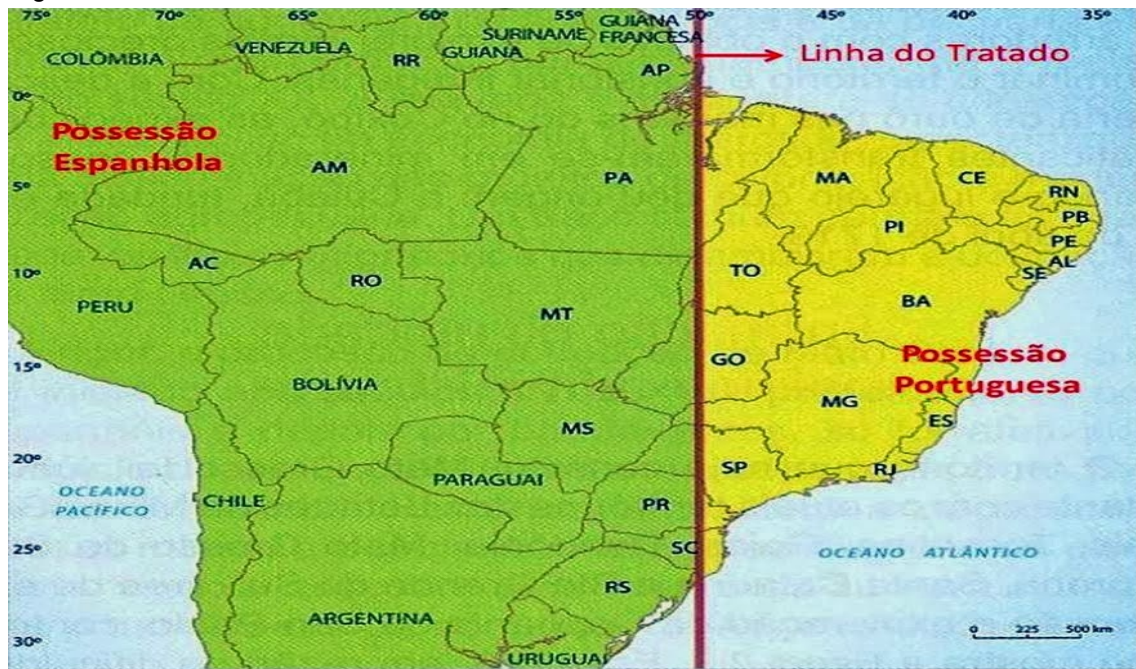 75º
65º
60º
55º
50º
45º
40º
35º
COLÔMBIA
VENEZUELA
RR
GUIANA
SURINAME
GUIANA
FRANCESA
AP
Linha do Tratado
0º
Possessão
Espanhola
AM
PA
MA
CE
RN
PB
PE
AL
SE
PI
5º
AC
RO
TO
BA
10º
PERU
MT
GO
Possessão
Portuguesa
15º
BOLÍVIA
MG
ES
MS
20º
SP
RJ
PARAGUAI
OCEANO
PACÍFICO
CHILE
PR
25º
SC
OCEANO ATLÂNTICO
RS
ARGENTINA
30º
URUGUAI
0 225 500 km